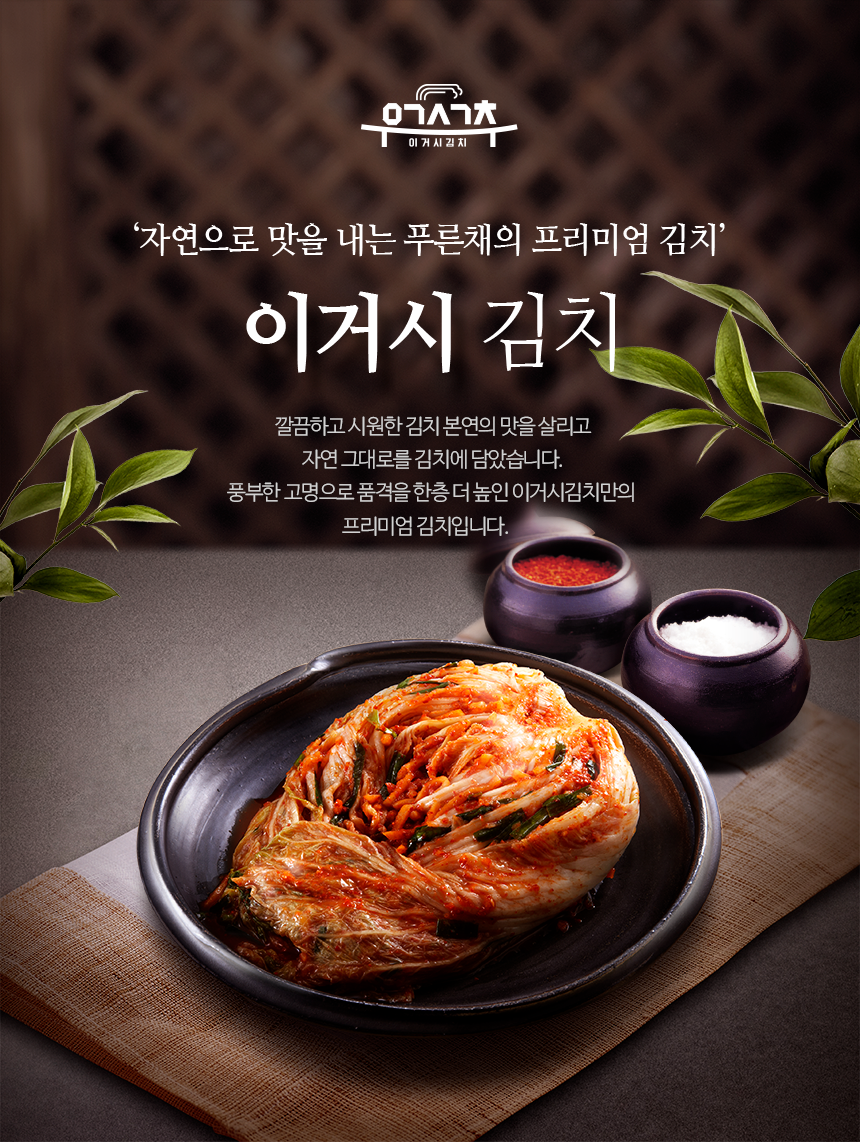 이거시김치
‘자연으로 맛을 내는 푸른채의 프리미엄 김치’
이거시 김치
깔끔하고 시원한 김치 본연의 맛을 살리고
자연 그대로를 김치에 담았습니다.
풍부한 고명으로 품격을 한층 더 높인 이거시김치만의
프리미엄 김치입니다.